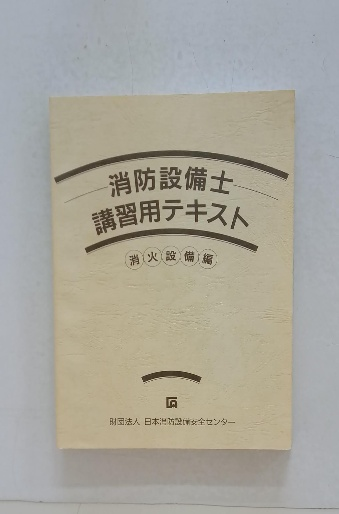 消防設備士
講習用テキスト
消火設備編
財団法人 日本消防設備安全センター